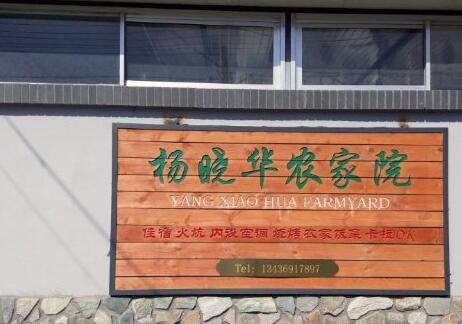 杨晓华农家院
YANG XIAO HUA FARMYARD
住宿 火炕 内设空调 烧烤 农家饭菜 卡拉OK
Tel: 13436917897